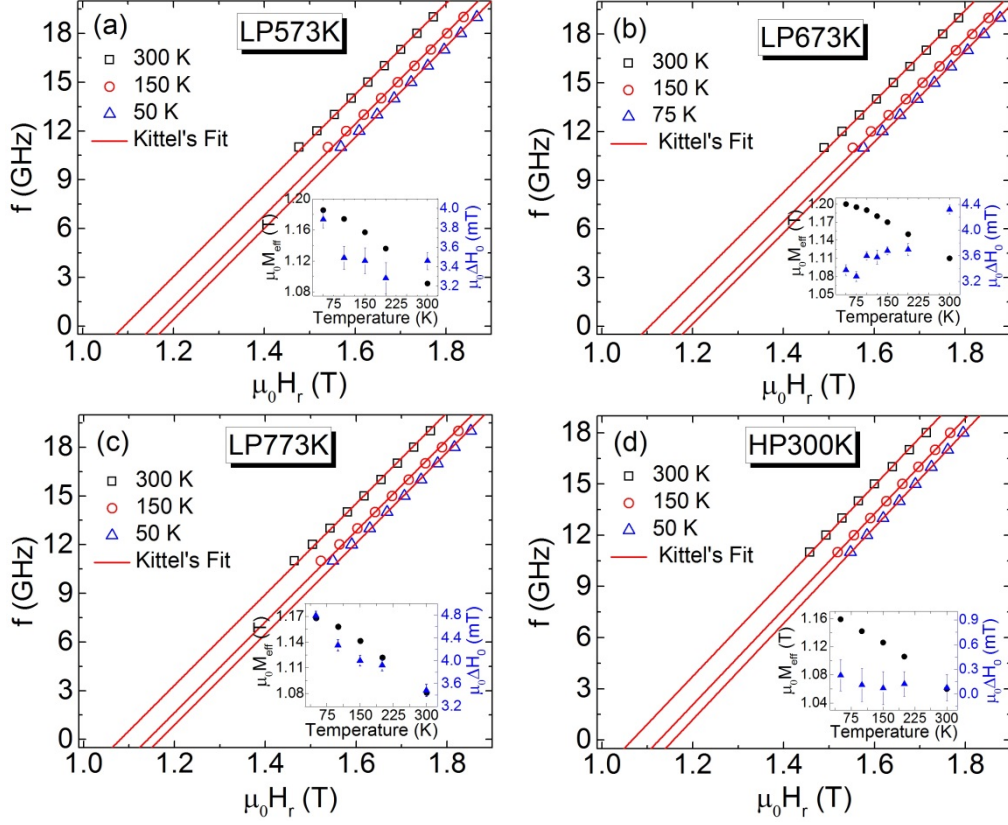 (a)
LP573K
300 K
150 K
50 K
Kittel's Fit
f (GHz)
18
15
12
9
6
3
0
1.0 1.2 1.4 1.6 1.8
μ₀Hᵣ (T)
μ₀M_eff (T)
1.20
1.16
1.12
1.08
4.0
3.8
3.6
3.4
3.2
μ₀ΔH₀ (mT)
75 150 225 300
Temperature (K)
(b)
LP673K
300 K
150 K
75 K
Kittel's Fit
f (GHz)
18
15
12
9
6
3
0
1.0 1.2 1.4 1.6 1.8
μ₀Hᵣ (T)
μ₀M_eff (T)
1.20
1.17
1.14
1.11
1.08
1.05
4.4
4.0
3.6
3.2
μ₀ΔH₀ (mT)
75 150 225 300
Temperature (K)
(c)
LP773K
300 K
150 K
50 K
Kittel's Fit
f (GHz)
18
15
12
9
6
3
0
1.0 1.2 1.4 1.6 1.8
μ₀Hᵣ (T)
μ₀M_eff (T)
1.17
1.14
1.11
1.08
4.8
4.4
4.0
3.6
3.2
μ₀ΔH₀ (mT)
75 150 225 300
Temperature (K)
(d)
HP300K
300 K
150 K
50 K
Kittel's Fit
f (GHz)
18
15
12
9
6
3
0
1.0 1.2 1.4 1.6 1.8
μ₀Hᵣ (T)
μ₀M_eff (T)
1.16
1.12
1.08
1.04
0.9
0.6
0.3
0.0
μ₀ΔH₀ (mT)
75 150 225 300
Temperature (K)